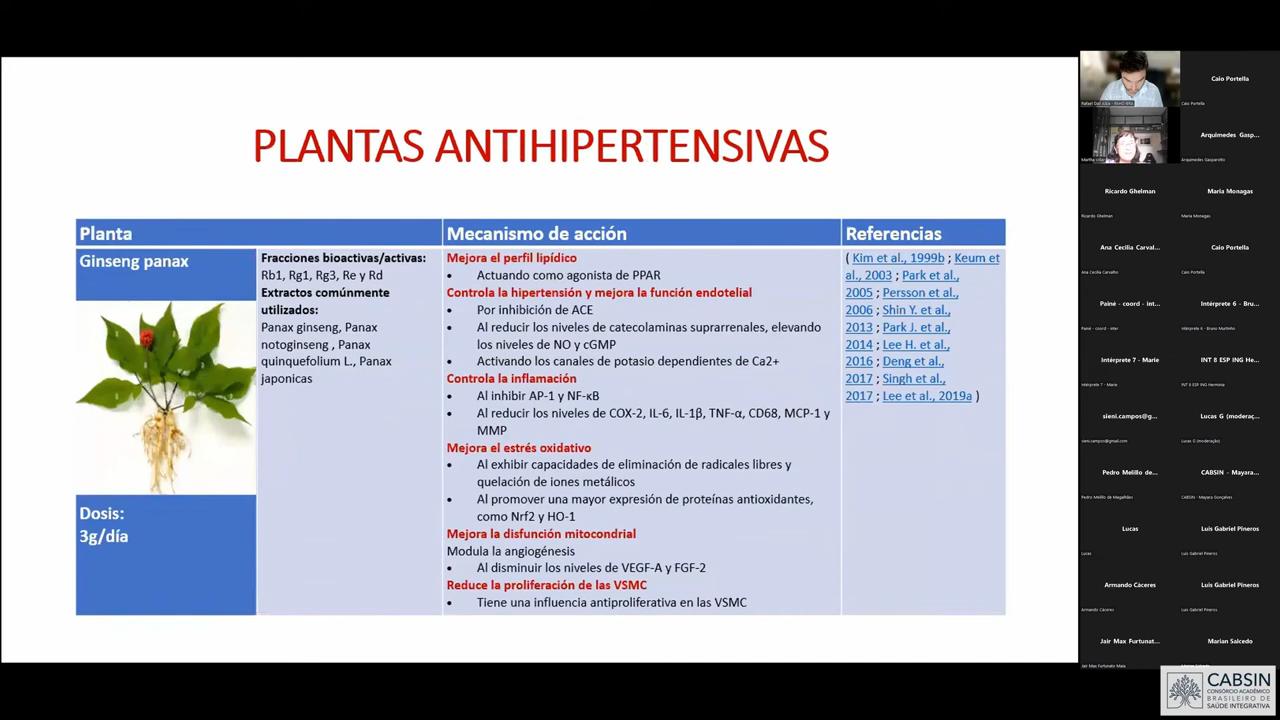 PLANTAS ANTIHIPERTENSIVAS
Planta
Mecanismo de acción
Referencias
Ginseng panax
Dosis:
3g/día
Fracciones bioactivas/activas:
Rb1, Rg1, Rg3, Re y Rd
Extractos comúnmente
utilizados:
Panax ginseng, Panax
notoginseng , Panax
quinquefolium L., Panax
japonicas
Mejora el perfil lipídico
• Actuando como agonista de PPAR
Controla la hipertensión y mejora la función endotelial
• Por inhibición de ACE
• Al reducir los niveles de catecolaminas suprarrenales, elevando
los niveles de NO y cGMP
• Activando los canales de potasio dependientes de Ca2+
Controla la inflamación
• Al inhibir AP-1 y NF-κB
• Al reducir los niveles de COX-2, IL-6, IL-1β, TNF-α, CD68, MCP-1 y
MMP
Mejora el estrés oxidativo
• Al exhibir capacidades de eliminación de radicales libres y
quelación de iones metálicos
• Al promover una mayor expresión de proteínas antioxidantes,
como Nrf2 y HO-1
Mejora la disfunción mitocondrial
Modula la angiogénesis
• Al disminuir los niveles de VEGF-A y FGF-2
Reduce la proliferación de las VSMC
• Tiene una influencia antiproliferativa en las VSMC
( Kim et al., 1999b ; Keum et
al., 2003 ; Park et al.,
2005 ; Persson et al.,
2006 ; Shin Y. et al.,
2013 ; Park J. et al.,
2014 ; Lee H. et al.,
2016 ; Deng et al.,
2017 ; Singh et al.,
2017 ; Lee et al., 2019a )
Caio Portella
Caio Portella
Martha villar
Arquimedes Gasp...
Arquimedes Gasparotto
Ricardo Ghelman
Ricardo Ghelman
Maria Monagas
Maria Monagas
Ana Cecilia Carval...
Ana Cecilia Carvalho
Caio Portella
Caio Portella
Painé - coord - int...
Painé - coord - inter
Intérprete 6 - Bru...
Intérprete 6 - Bruno Murtinho
Intérprete 7 - Marie
Intérprete 7 - Marie
INT 8 ESP ING He...
INT 8 ESP ING Herminia
sieni.campos@g...
sieni.campos@gmail.com
Lucas G (moderaç...
Lucas G (moderação)
Pedro Melillo de...
Pedro Melillo de Magalhães
CABSIN - Mayara...
CABSIN - Mayara Gonçalves
Lucas
Lucas
Luis Gabriel Pineros
Luis Gabriel Pineros
Armando Cáceres
Armando Cáceres
Luis Gabriel Pineros
Luis Gabriel Pineros
Jair Max Furtunat...
Jair Max Furtunato Maia
Marian Salcedo
CABSIN
CONSÓRCIO ACADÊMICO
BRASILEIRO DE
SAÚDE INTEGRATIVA